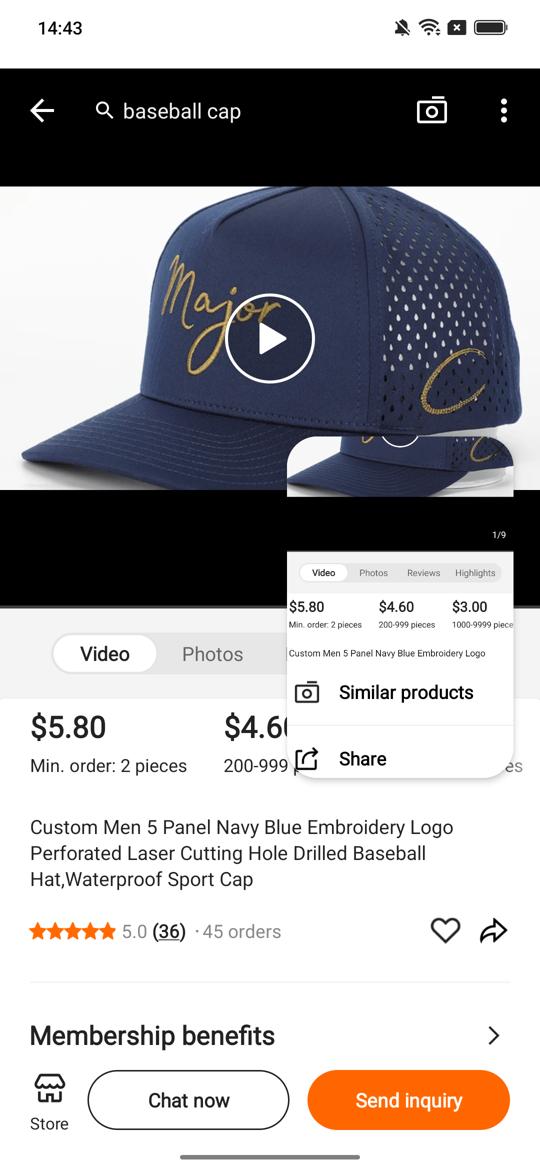 14:43
baseball cap
Major
1/9
Video
Photos
Reviews
Highlights
$5.80
$4.60
$3.00
Min. order: 2 pieces
200-999 pieces
1000-9999 piece
Custom Men 5 Panel Navy Blue Embroidery Logo
Similar products
Share
Video
Photos
$5.80
$4.60
Min. order: 2 pieces
200-999
es
Custom Men 5 Panel Navy Blue Embroidery Logo
Perforated Laser Cutting Hole Drilled Baseball
Hat,Waterproof Sport Cap
5.0 (36) · 45 orders
Membership benefits
Store
Chat now
Send inquiry